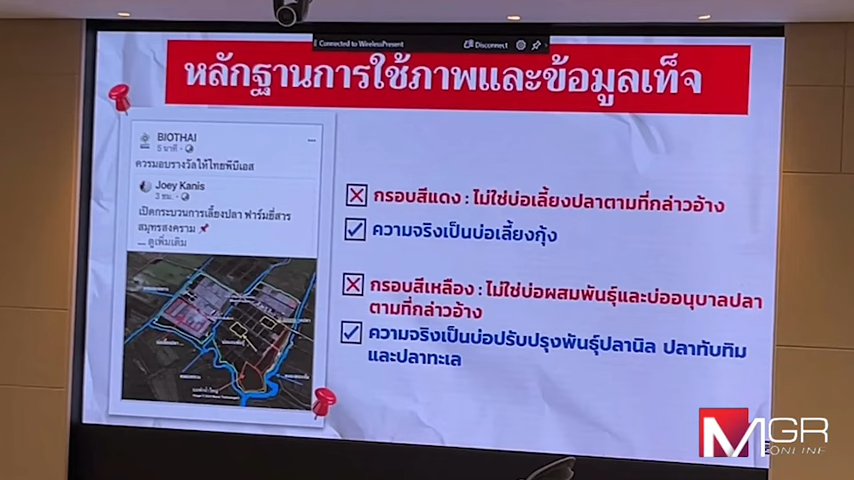 Connected to WirelessPresent
Disconnect
หลักฐานการใช้ภาพและข้อมูลเท็จ
BIOTHAI
5 นาที
ควรมอบรางวัลให้ไทยพีบีเอส
Joey Kanis
3 ชม.
เปิดกระบวนการเลี้ยงปลา ฟาร์มยี่สาร
สมุทรสงคราม
... ดูเพิ่มเติม
กรอบสีแดง : ไม่ใช่บ่อเลี้ยงปลาตามที่กล่าวอ้าง
ความจริงเป็นบ่อเลี้ยงกุ้ง
กรอบสีเหลือง : ไม่ใช่บ่อผสมพันธุ์และบ่ออนุบาลปลา
ตามที่กล่าวอ้าง
ความจริงเป็นบ่อปรับปรุงพันธุ์ปลานิล ปลาทับทิม
และปลาทะเล
MGR
ONLINE